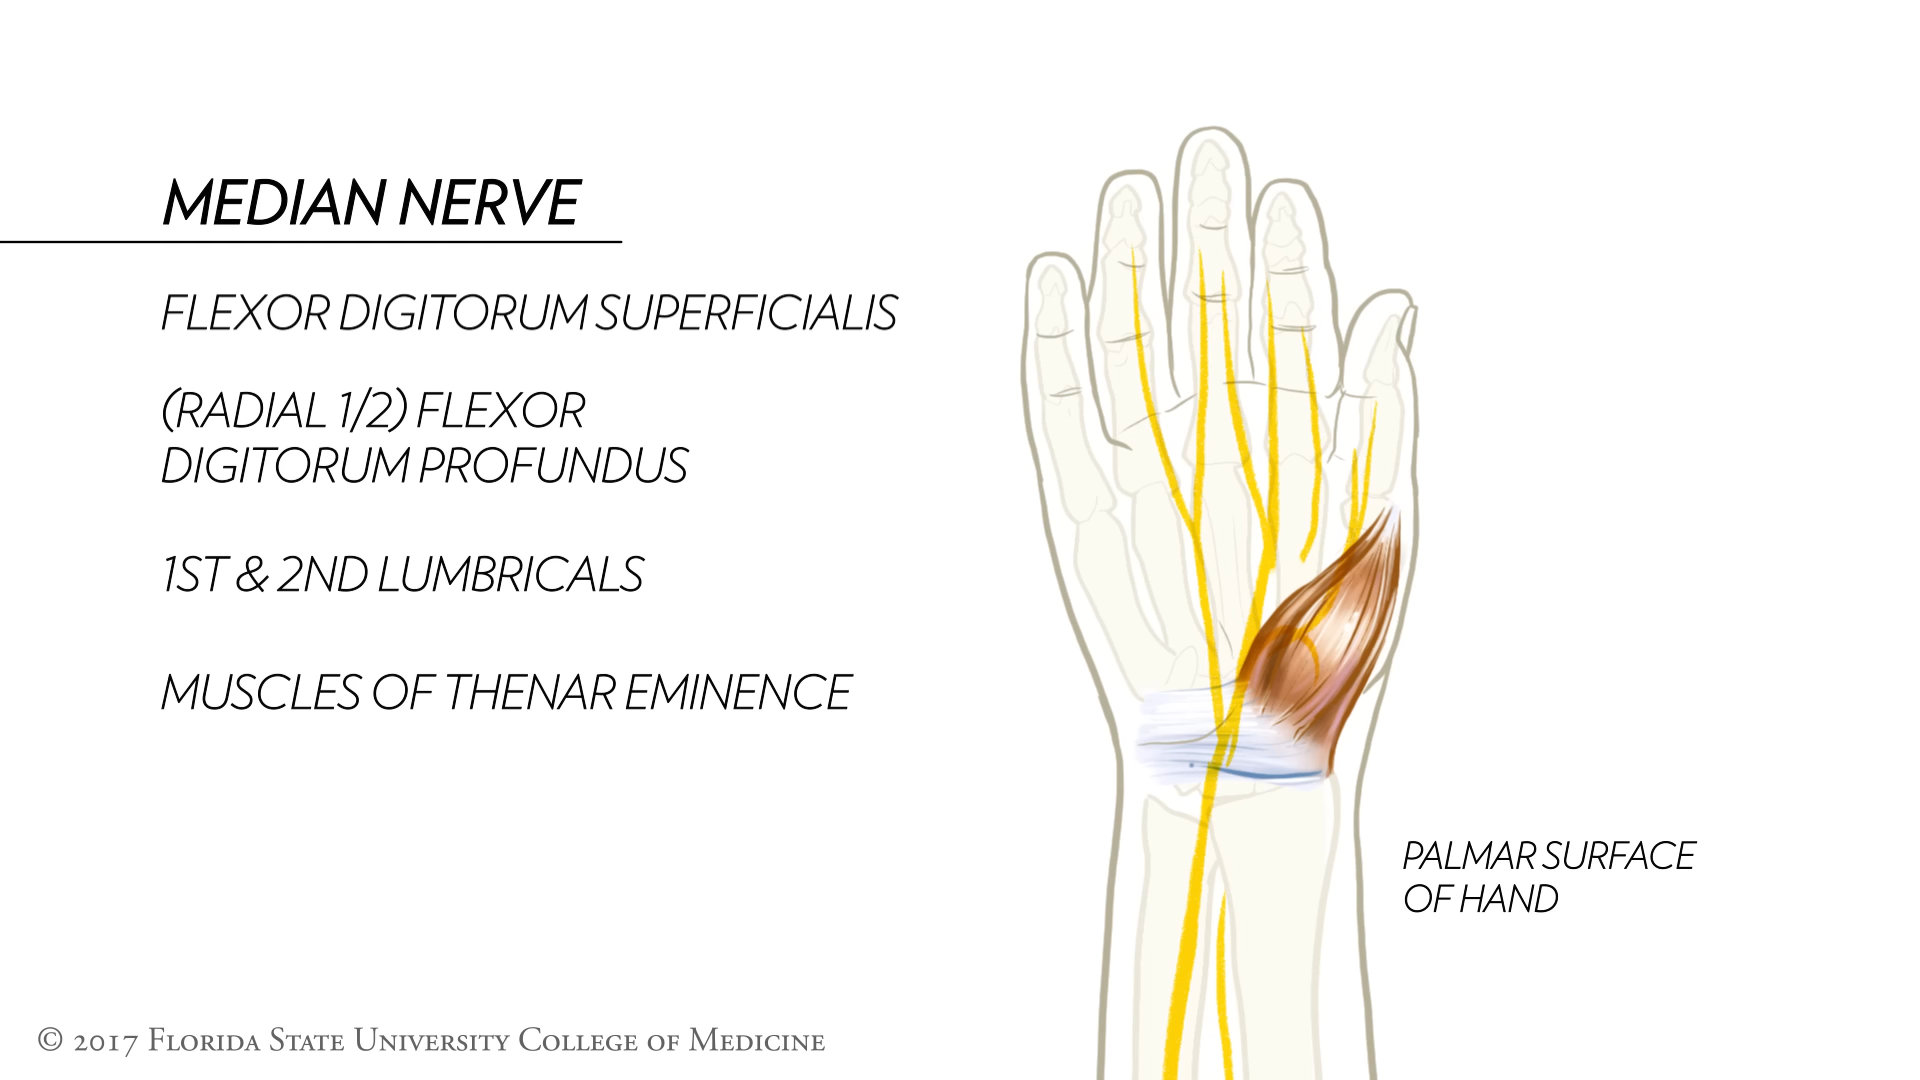 MEDIAN NERVE
FLEXOR DIGITORUM SUPERFICIALIS
(RADIAL 1/2) FLEXOR
DIGITORUM PROFUNDUS
1ST & 2ND LUMBRICALS
MUSCLES OF THENAR EMINENCE
PALMAR SURFACE
OF HAND
© 2017 Florida State University College of Medicine